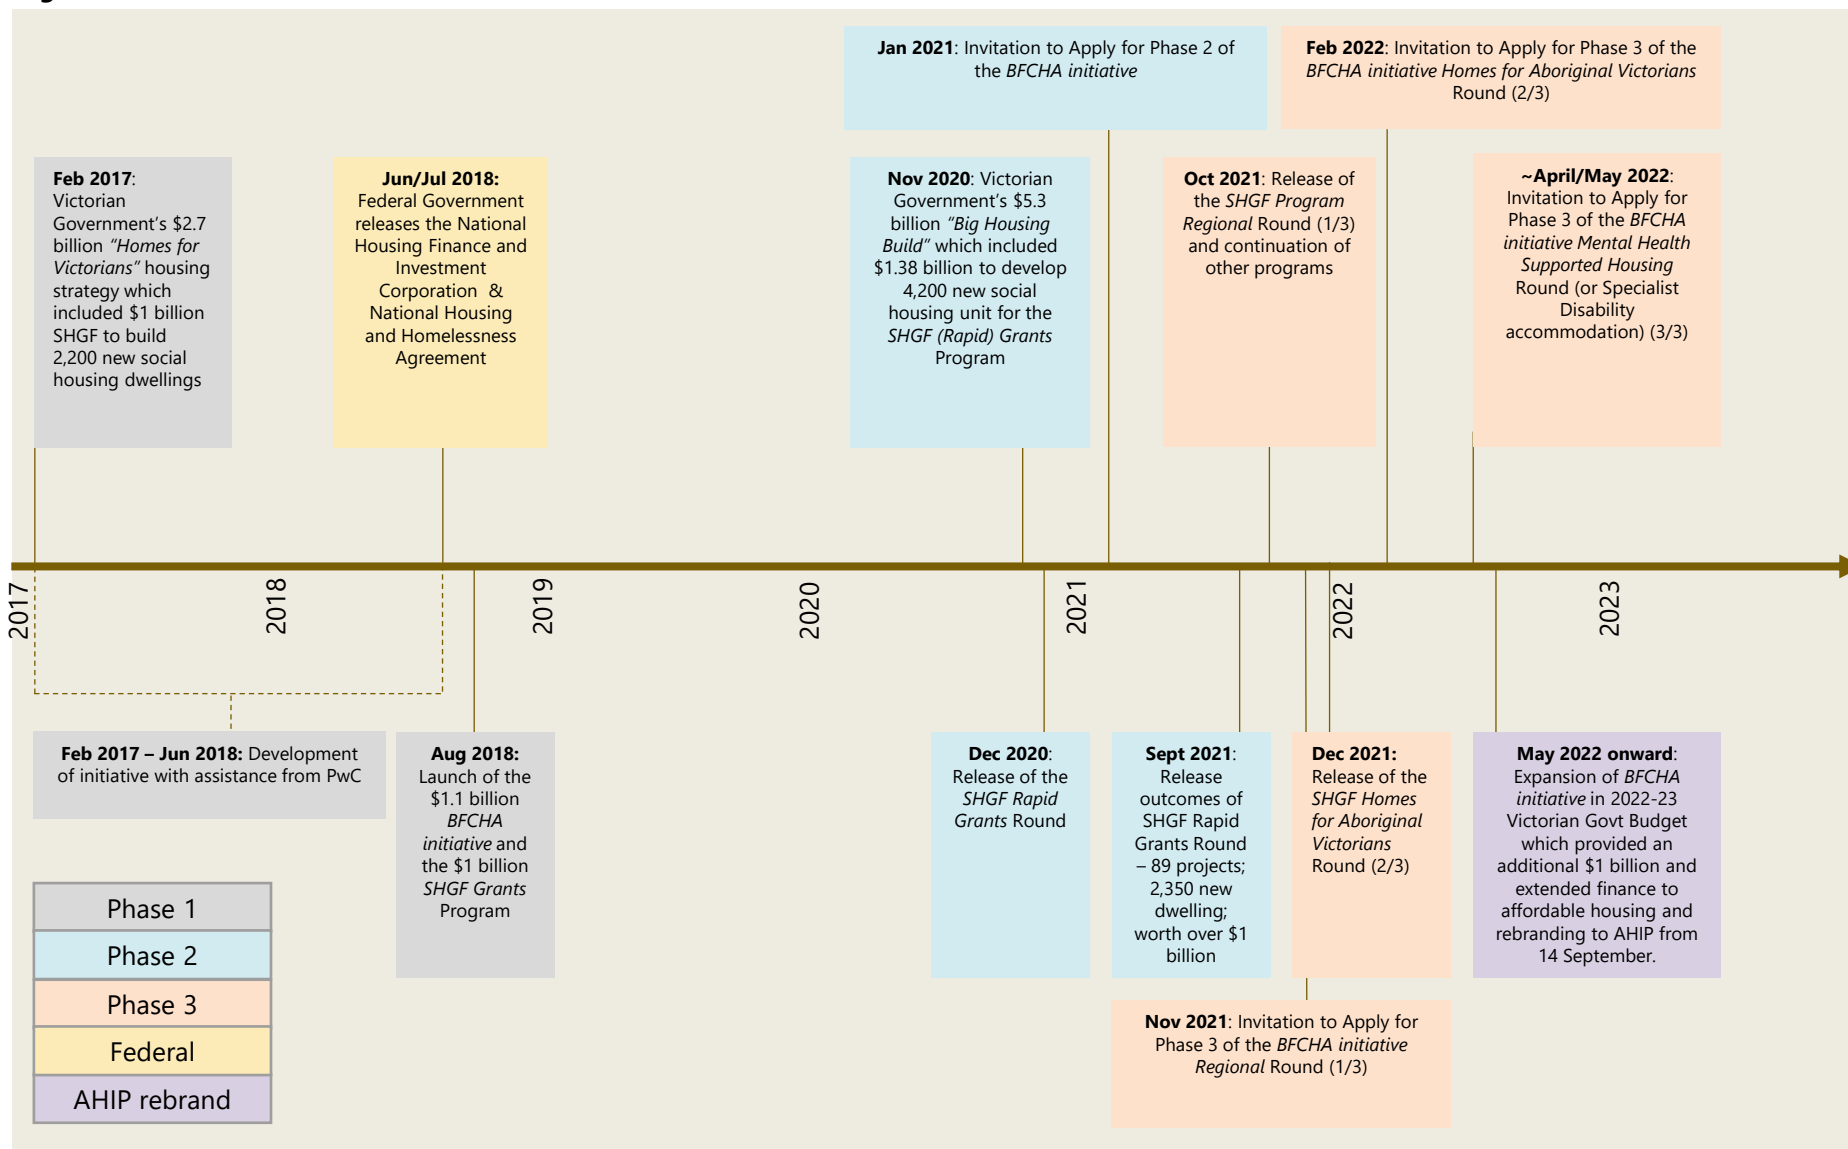 Jan 2021: Invitation to Apply for Phase 2 of
the BFCHA initiative
Feb 2022: Invitation to Apply for Phase 3 of the
BFCHA initiative Homes for Aboriginal Victorians
Round (2/3)
Feb 2017:
Victorian
Government’s $2.7
billion “Homes for
Victorians” housing
strategy which
included $1 billion
SHGF to build
2,200 new social
housing dwellings
Jun/Jul 2018:
Federal Government
releases the National
Housing Finance and
Investment
Corporation &
National Housing
and Homelessness
Agreement
Nov 2020: Victorian
Government’s $5.3
billion “Big Housing
Build” which included
$1.38 billion to develop
4,200 new social
housing unit for the
SHGF (Rapid) Grants
Program
Oct 2021: Release of
the SHGF Program
Regional Round (1/3)
and continuation of
other programs
~April/May 2022:
Invitation to Apply for
Phase 3 of the BFCHA
initiative Mental Health
Supported Housing
Round (or Specialist
Disability
accommodation) (3/3)
2017
2018
2019
2020
2021
2022
2023
Feb 2017 – Jun 2018: Development
of initiative with assistance from PwC
Aug 2018:
Launch of the
$1.1 billion
BFCHA
initiative and
the $1 billion
SHGF Grants
Program
Dec 2020:
Release of the
SHGF Rapid
Grants Round
Sept 2021:
Release
outcomes of
SHGF Rapid
Grants Round
– 89 projects;
2,350 new
dwelling;
worth over $1
billion
Dec 2021:
Release of the
SHGF Homes
for Aboriginal
Victorians
Round (2/3)
May 2022 onward:
Expansion of BFCHA
initiative in 2022-23
Victorian Govt Budget
which provided an
additional $1 billion and
extended finance to
affordable housing and
rebranding to AHIP from
14 September.
Nov 2021: Invitation to Apply for
Phase 3 of the BFCHA initiative
Regional Round (1/3)
Phase 1
Phase 2
Phase 3
Federal
AHIP rebrand